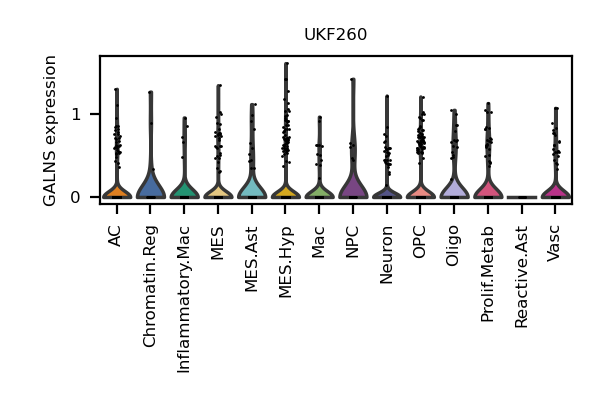 UKF260
GALNS expression
1
0
AC
Chromatin.Reg
Inflammatory.Mac
MES
MES.Ast
MES.Hyp
Mac
NPC
Neuron
OPC
Oligo
Prolif.Metab
Reactive.Ast
Vasc